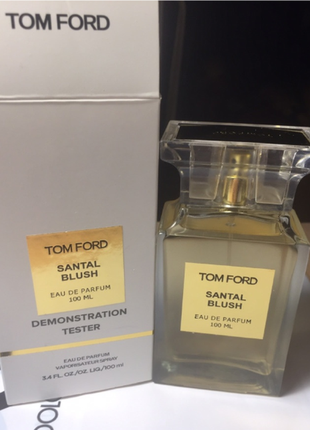 TOM FORD
TOM FORD
SANTAL
BLUSH
EAU DE PARFUM
100 ML
DEMONSTRATION
TESTER
EAU DE PARFUM
VAPORISATEUR SPRAY
3.4 FL. OZ./OZ. LIQ./100 ml
TOM FORD
SANTAL
BLUSH
EAU DE PARFUM
100 ML